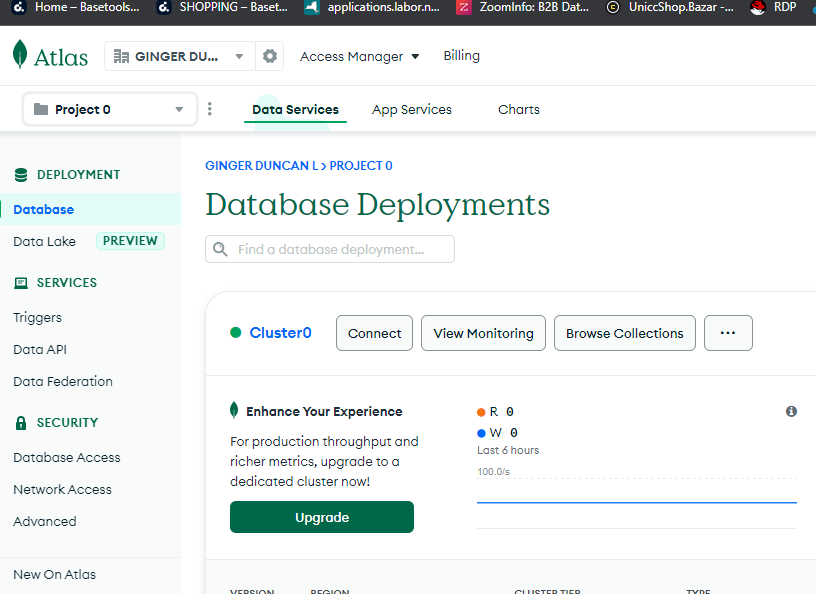 Home – Basetools... SHOPPING – Baset... applications.labor.n... ZoomInfo: B2B Dat... UniccShop.Bazar -... RDP
Atlas GINGER DU... Access Manager Billing
Project 0 Data Services App Services Charts
DEPLOYMENT
Database
Data Lake PREVIEW
SERVICES
Triggers
Data API
Data Federation
SECURITY
Database Access
Network Access
Advanced
New On Atlas
GINGER DUNCAN L > PROJECT 0
Database Deployments
Find a database deployment...
Cluster0 Connect View Monitoring Browse Collections ...
Enhance Your Experience
For production throughput and
richer metrics, upgrade to a
dedicated cluster now!
Upgrade
R 0
W 0
Last 6 hours
100.0/s
VERSION REGION CLUSTER TIER TYPE